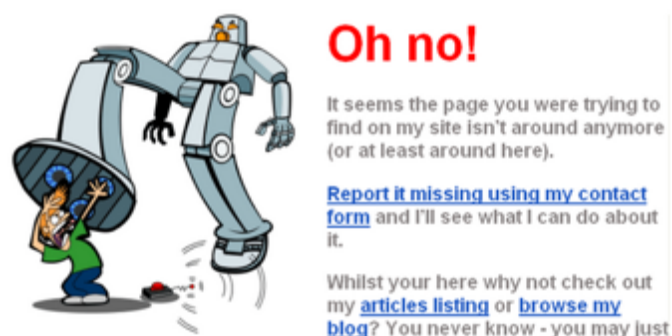 Oh no!
It seems the page you were trying to
find on my site isn't around anymore
(or at least around here).
Report it missing using my contact
form and I'll see what I can do about
it.
Whilst your here why not check out
my articles listing or browse my
blog? You never know - you may just